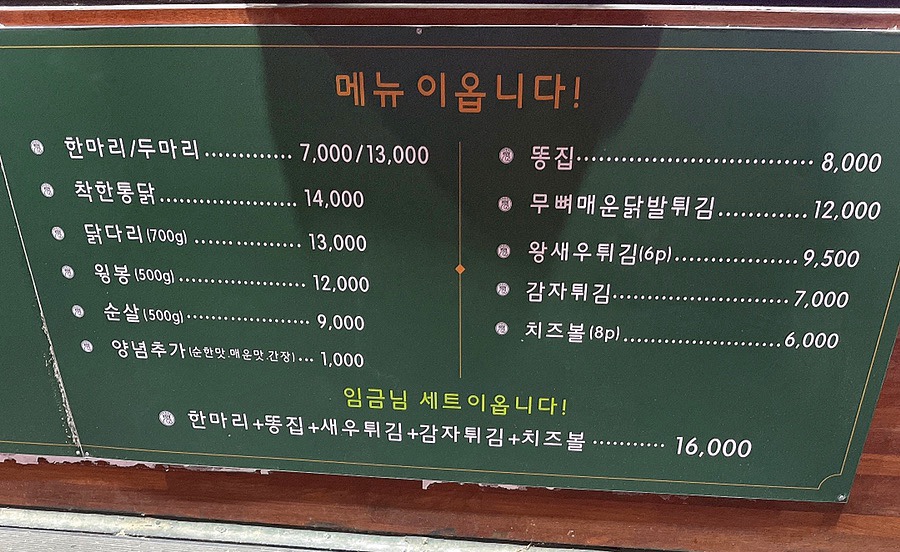 메뉴 이옵니다!
한마리/두마리............. 7,000/13,000
착한통닭..................... 14,000
닭다리(700g) ................ 13,000
윙봉(500g).................... 12,000
순살(500g)................... 9,000
양념추가(순한맛.매운맛.간장)... 1,000
똥집.................................. 8,000
무뼈매운닭발튀김............ 12,000
왕새우튀김(6p)..................9,500
감자튀김..........................7,000
치즈볼(8p)........................6,000
임금님 세트이옵니다!
한마리+똥집+새우튀김+감자튀김+치즈볼 .......... 16,000